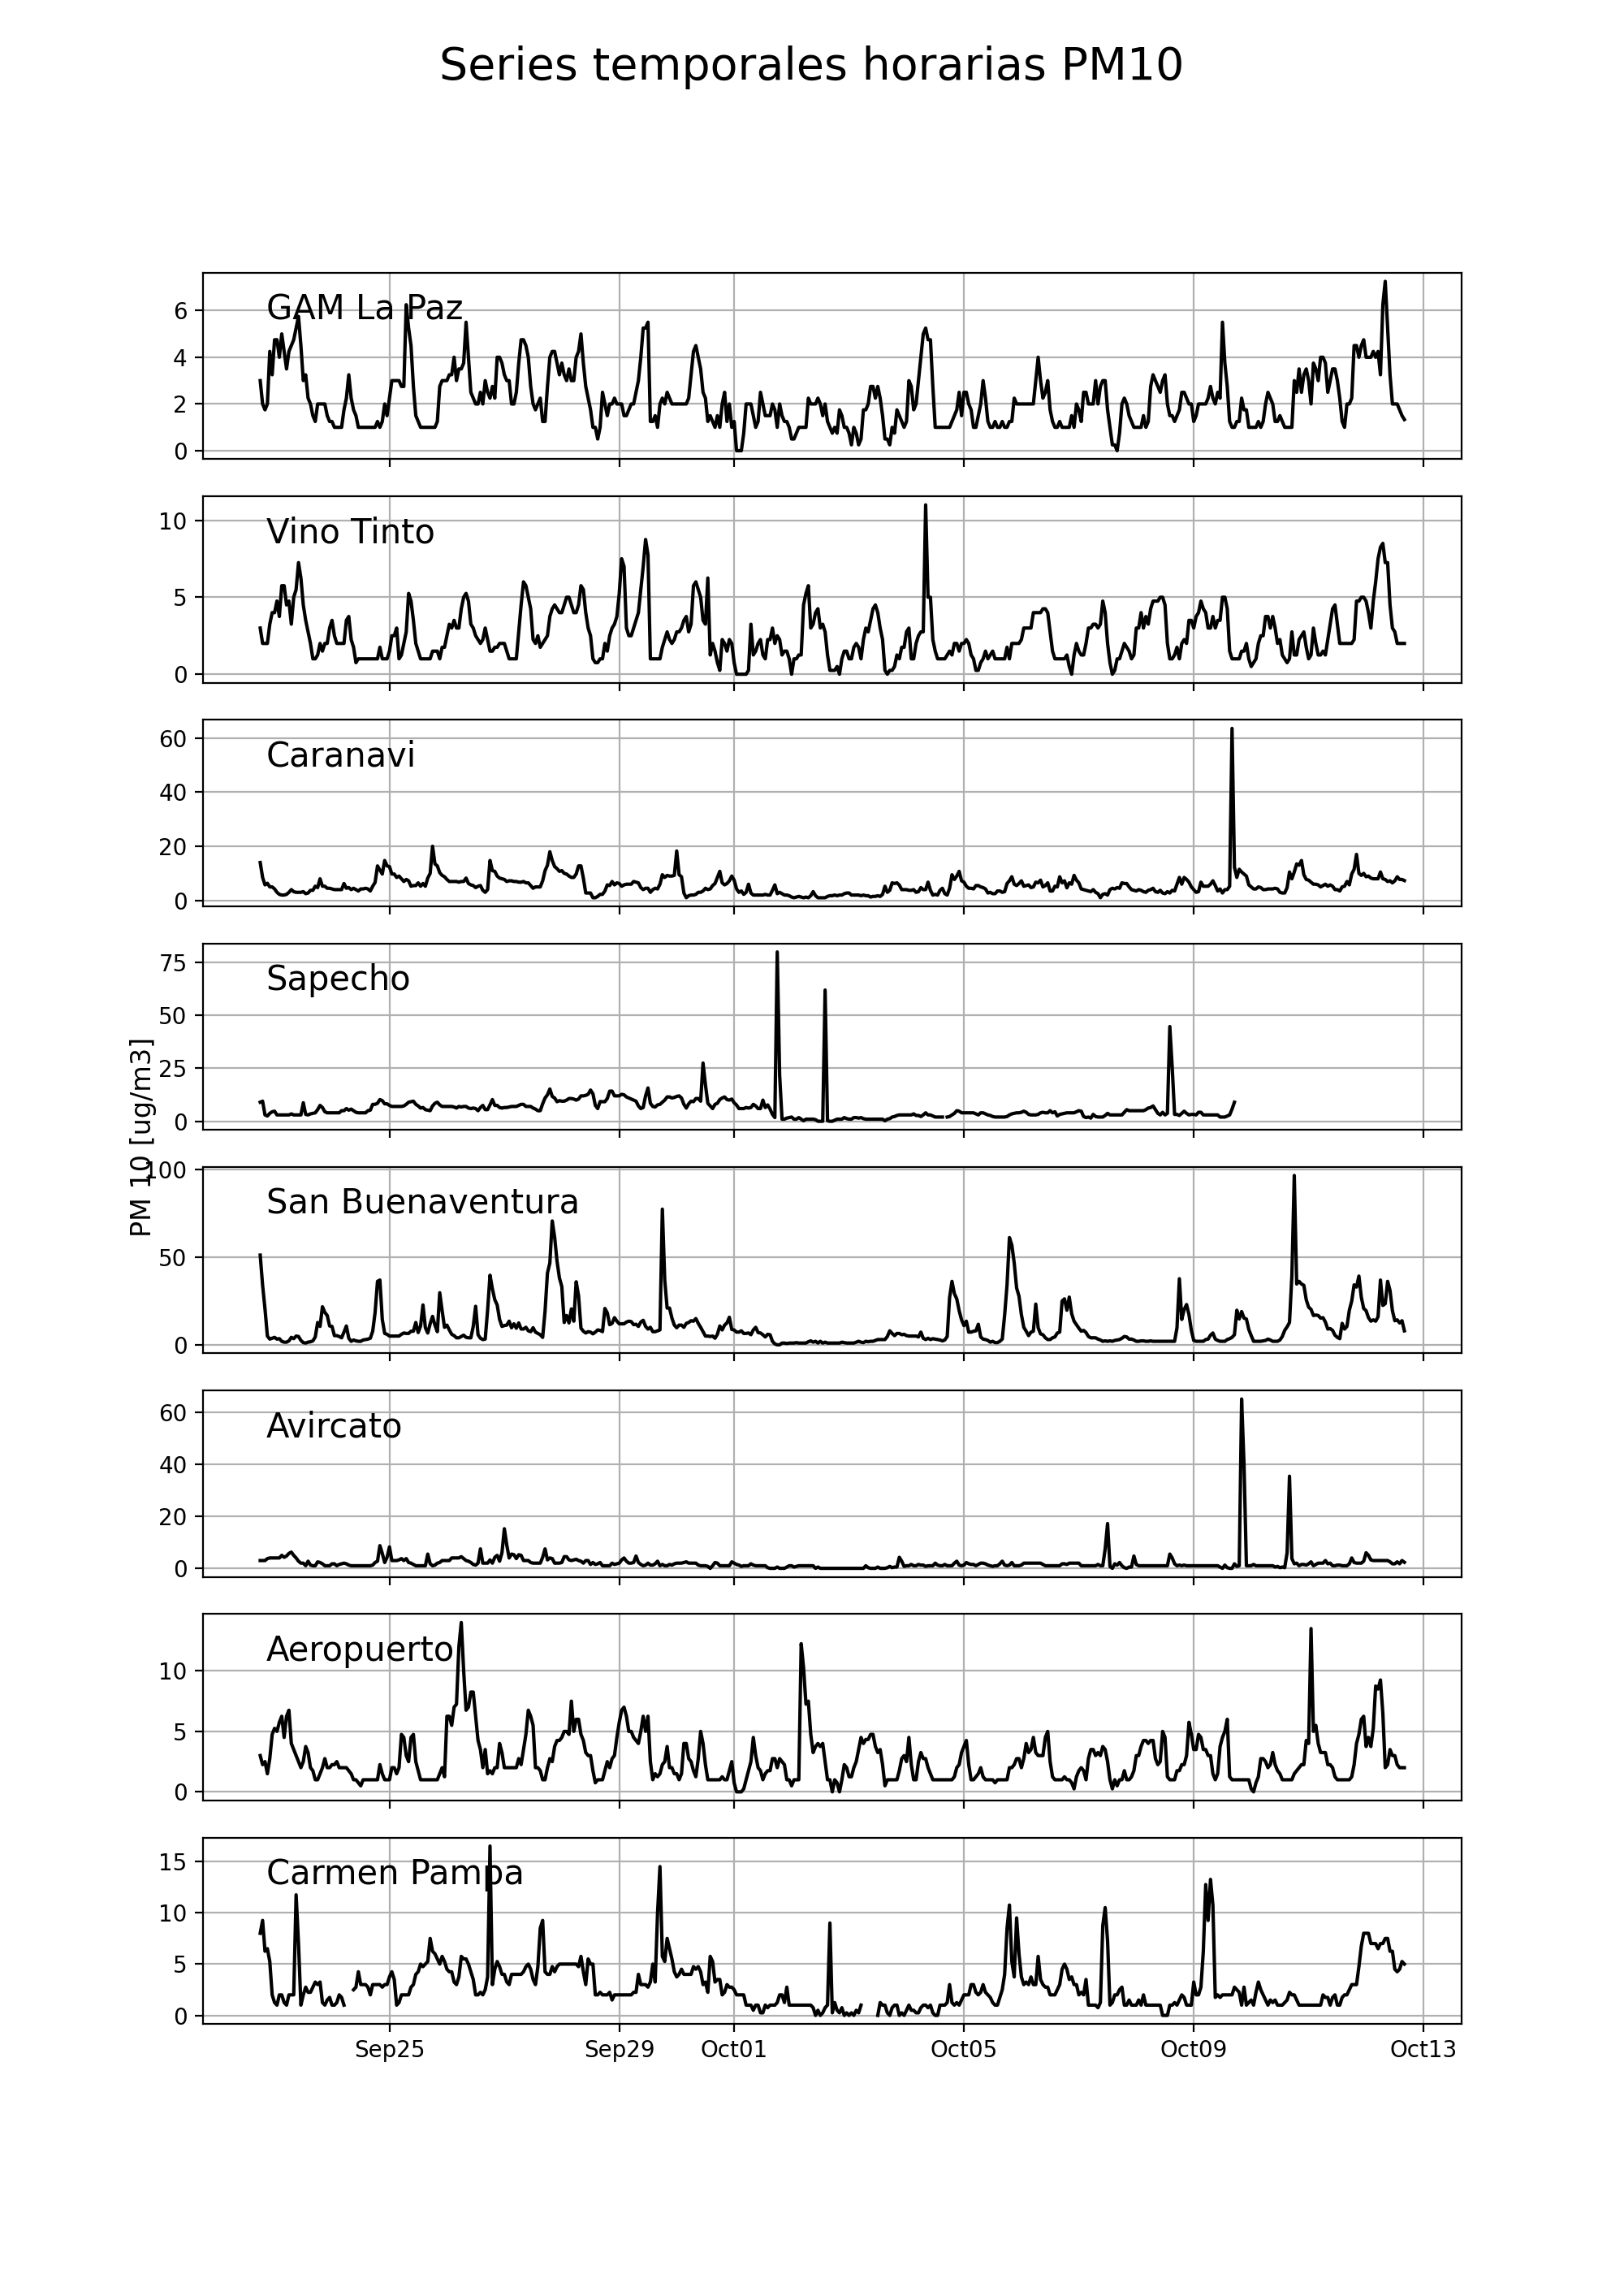 Series temporales horarias PM10
GAM La Paz
6
4
2
0
Vino Tinto
10
5
0
Caranavi
60
40
20
0
Sapecho
75
50
25
0
PM 10 [ug/m3]
San Buenaventura
100
50
0
Avircato
60
40
20
0
Aeropuerto
10
5
0
Carmen Pampa
15
10
5
0
Sep25 Sep29 Oct01 Oct05 Oct09 Oct13